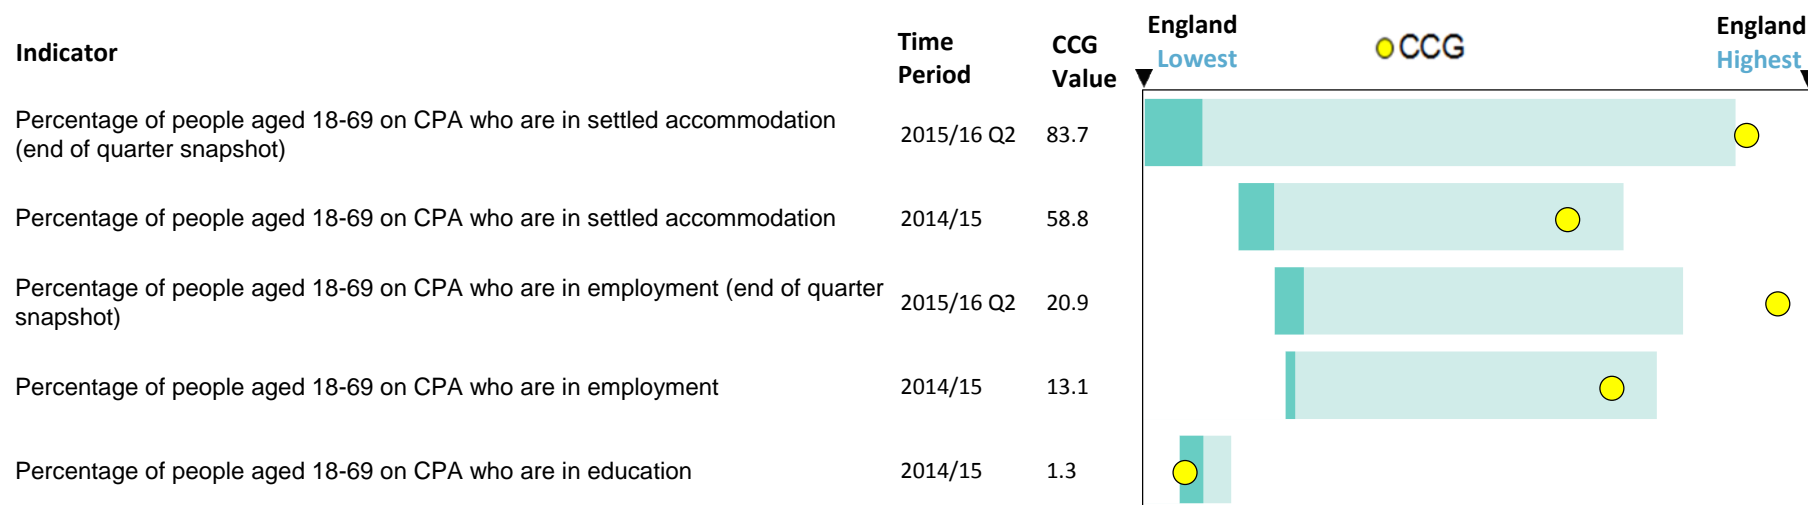 Indicator
Time
Period
CCG
Value
England
Lowest
CCG
England
Highest
Percentage of people aged 18-69 on CPA who are in settled accommodation
(end of quarter snapshot)
2015/16 Q2
83.7
Percentage of people aged 18-69 on CPA who are in settled accommodation
2014/15
58.8
Percentage of people aged 18-69 on CPA who are in employment (end of quarter
snapshot)
2015/16 Q2
20.9
Percentage of people aged 18-69 on CPA who are in employment
2014/15
13.1
Percentage of people aged 18-69 on CPA who are in education
2014/15
1.3